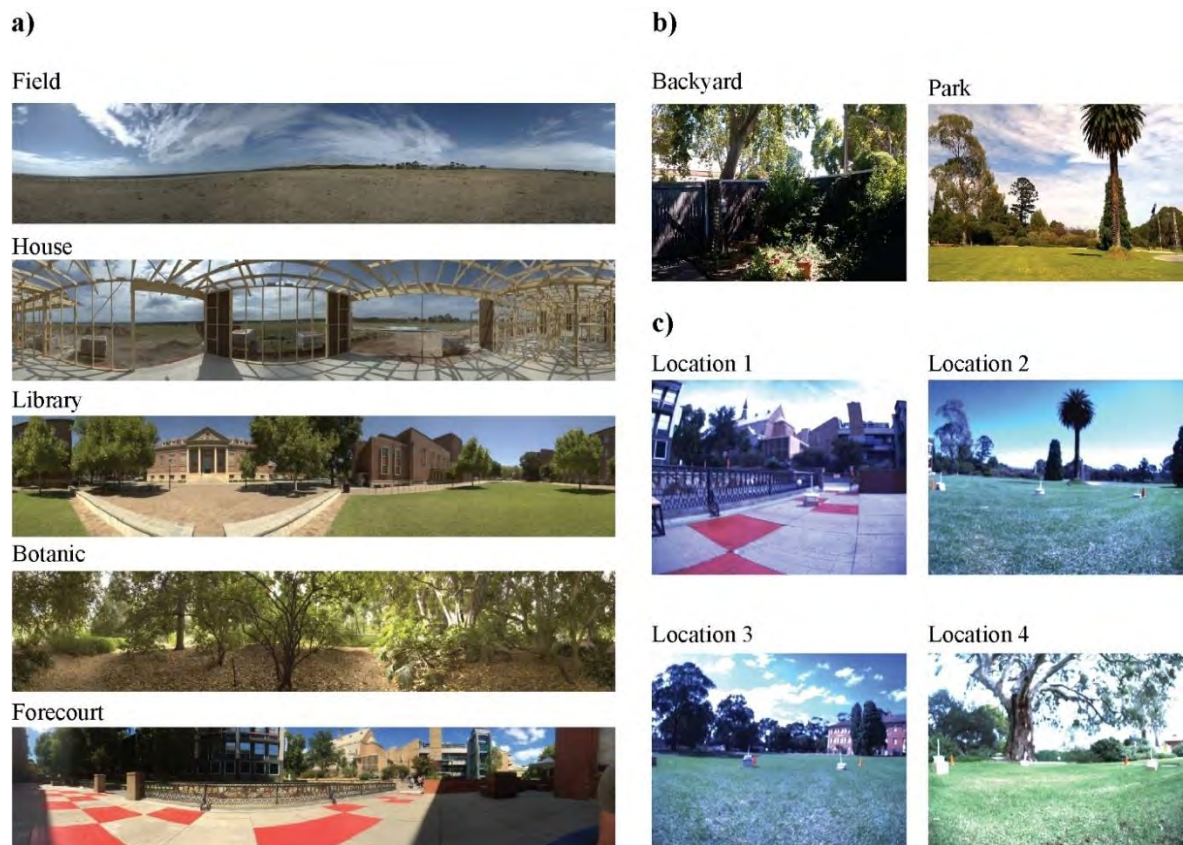 a)
Field
House
Library
Botanic
Forecourt
b)
Backyard
Park
c)
Location 1
Location 2
Location 3
Location 4